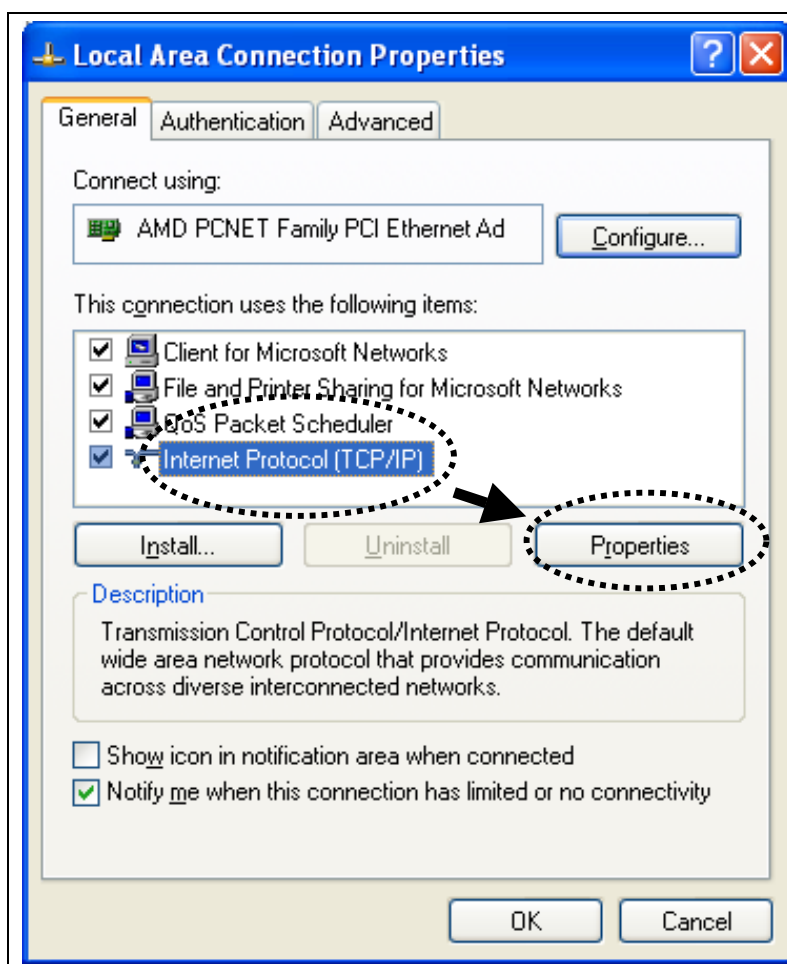 Local Area Connection Properties
General Authentication Advanced
Connect using:
AMD PCNET Family PCI Ethernet Ad
Configure...
This connection uses the following items:
Client for Microsoft Networks
File and Printer Sharing for Microsoft Networks
QoS Packet Scheduler
Internet Protocol (TCP/IP)
Install... Uninstall Properties
Description
Transmission Control Protocol/Internet Protocol. The default
wide area network protocol that provides communication
across diverse interconnected networks.
Show icon in notification area when connected
Notify me when this connection has limited or no connectivity
OK Cancel